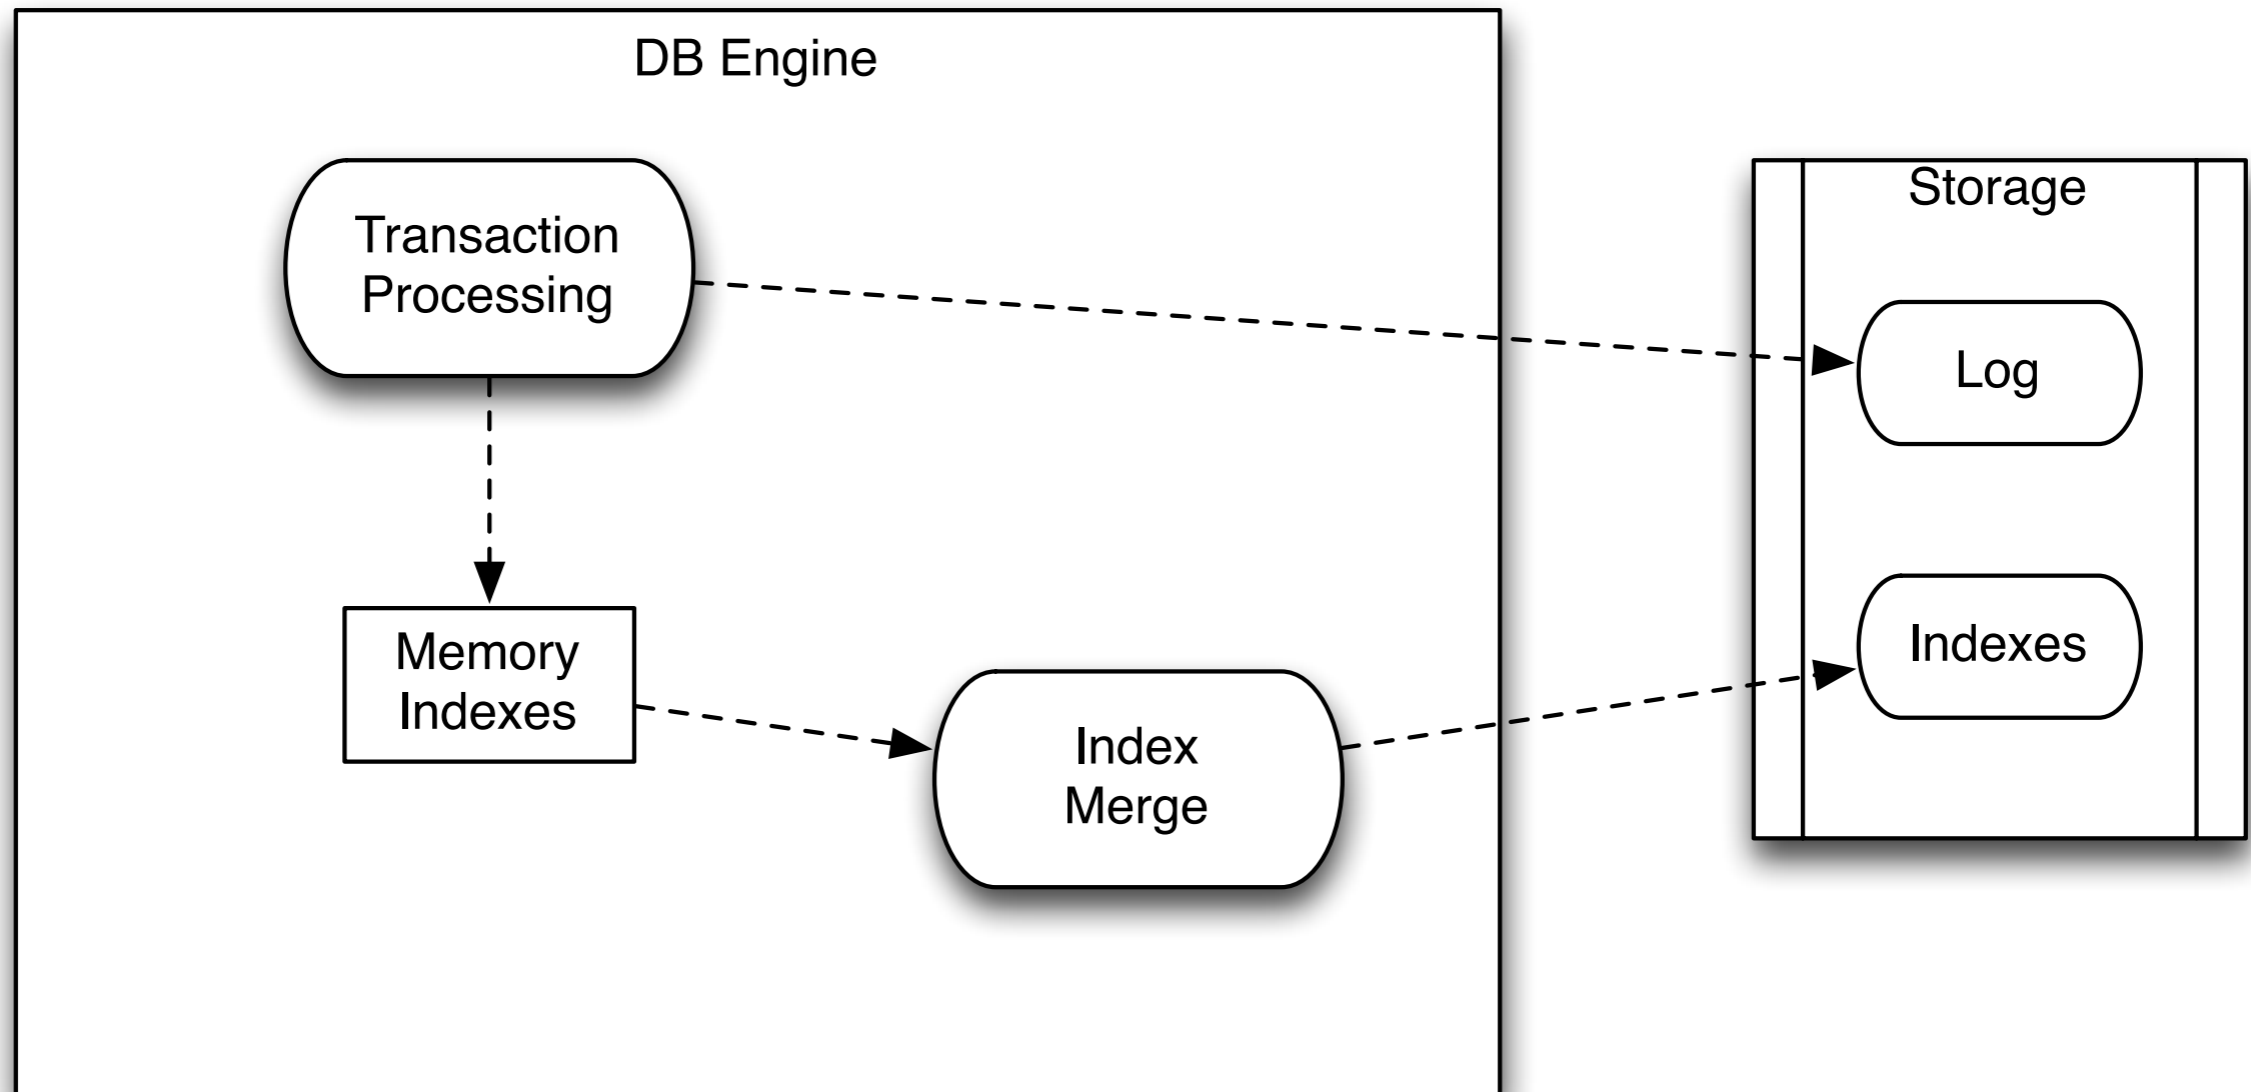 DB Engine
Storage
Transaction
Processing
Log
Memory
Indexes
Indexes
Index
Merge